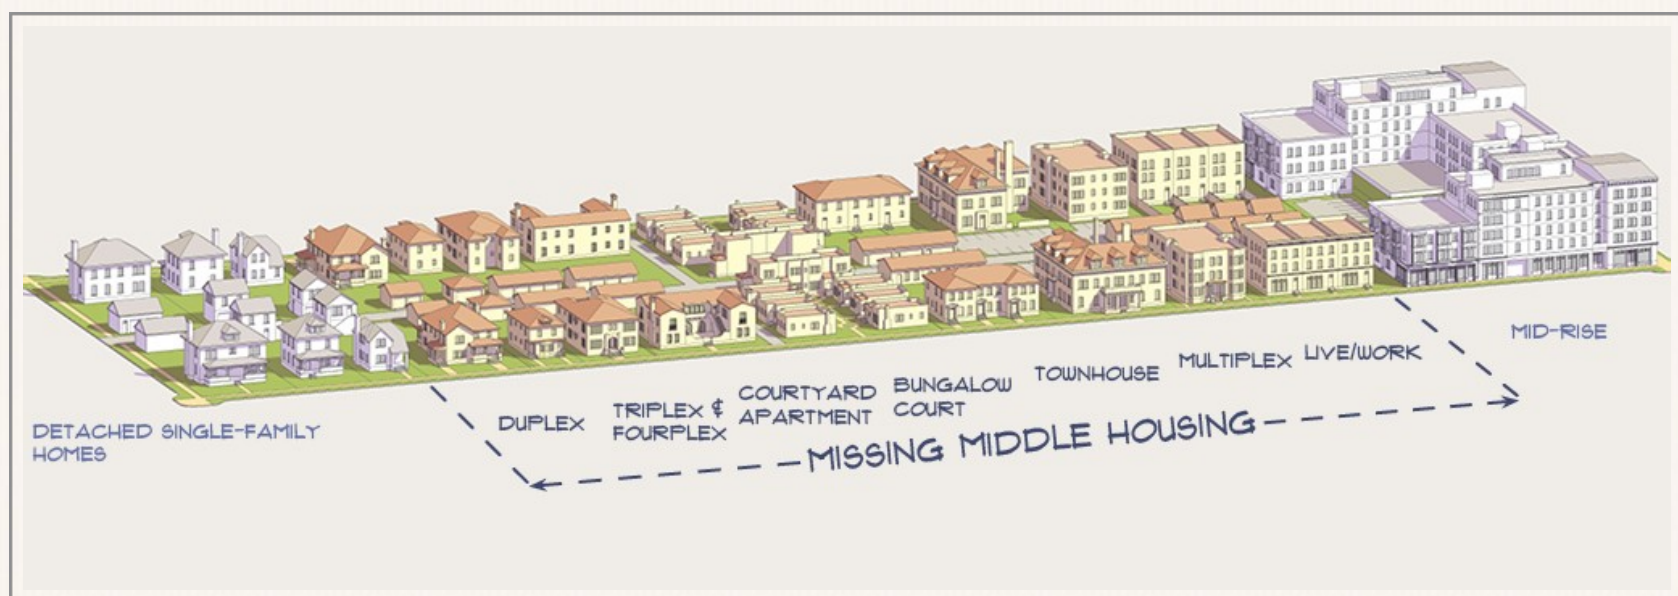 DETACHED SINGLE-FAMILY
HOMES
DUPLEX
TRIPLEX &
FOURPLEX
COURTYARD
APARTMENT
BUNGALOW
COURT
TOWNHOUSE
MULTIPLEX
LIVE/WORK
MID-RISE
MISSING MIDDLE HOUSING